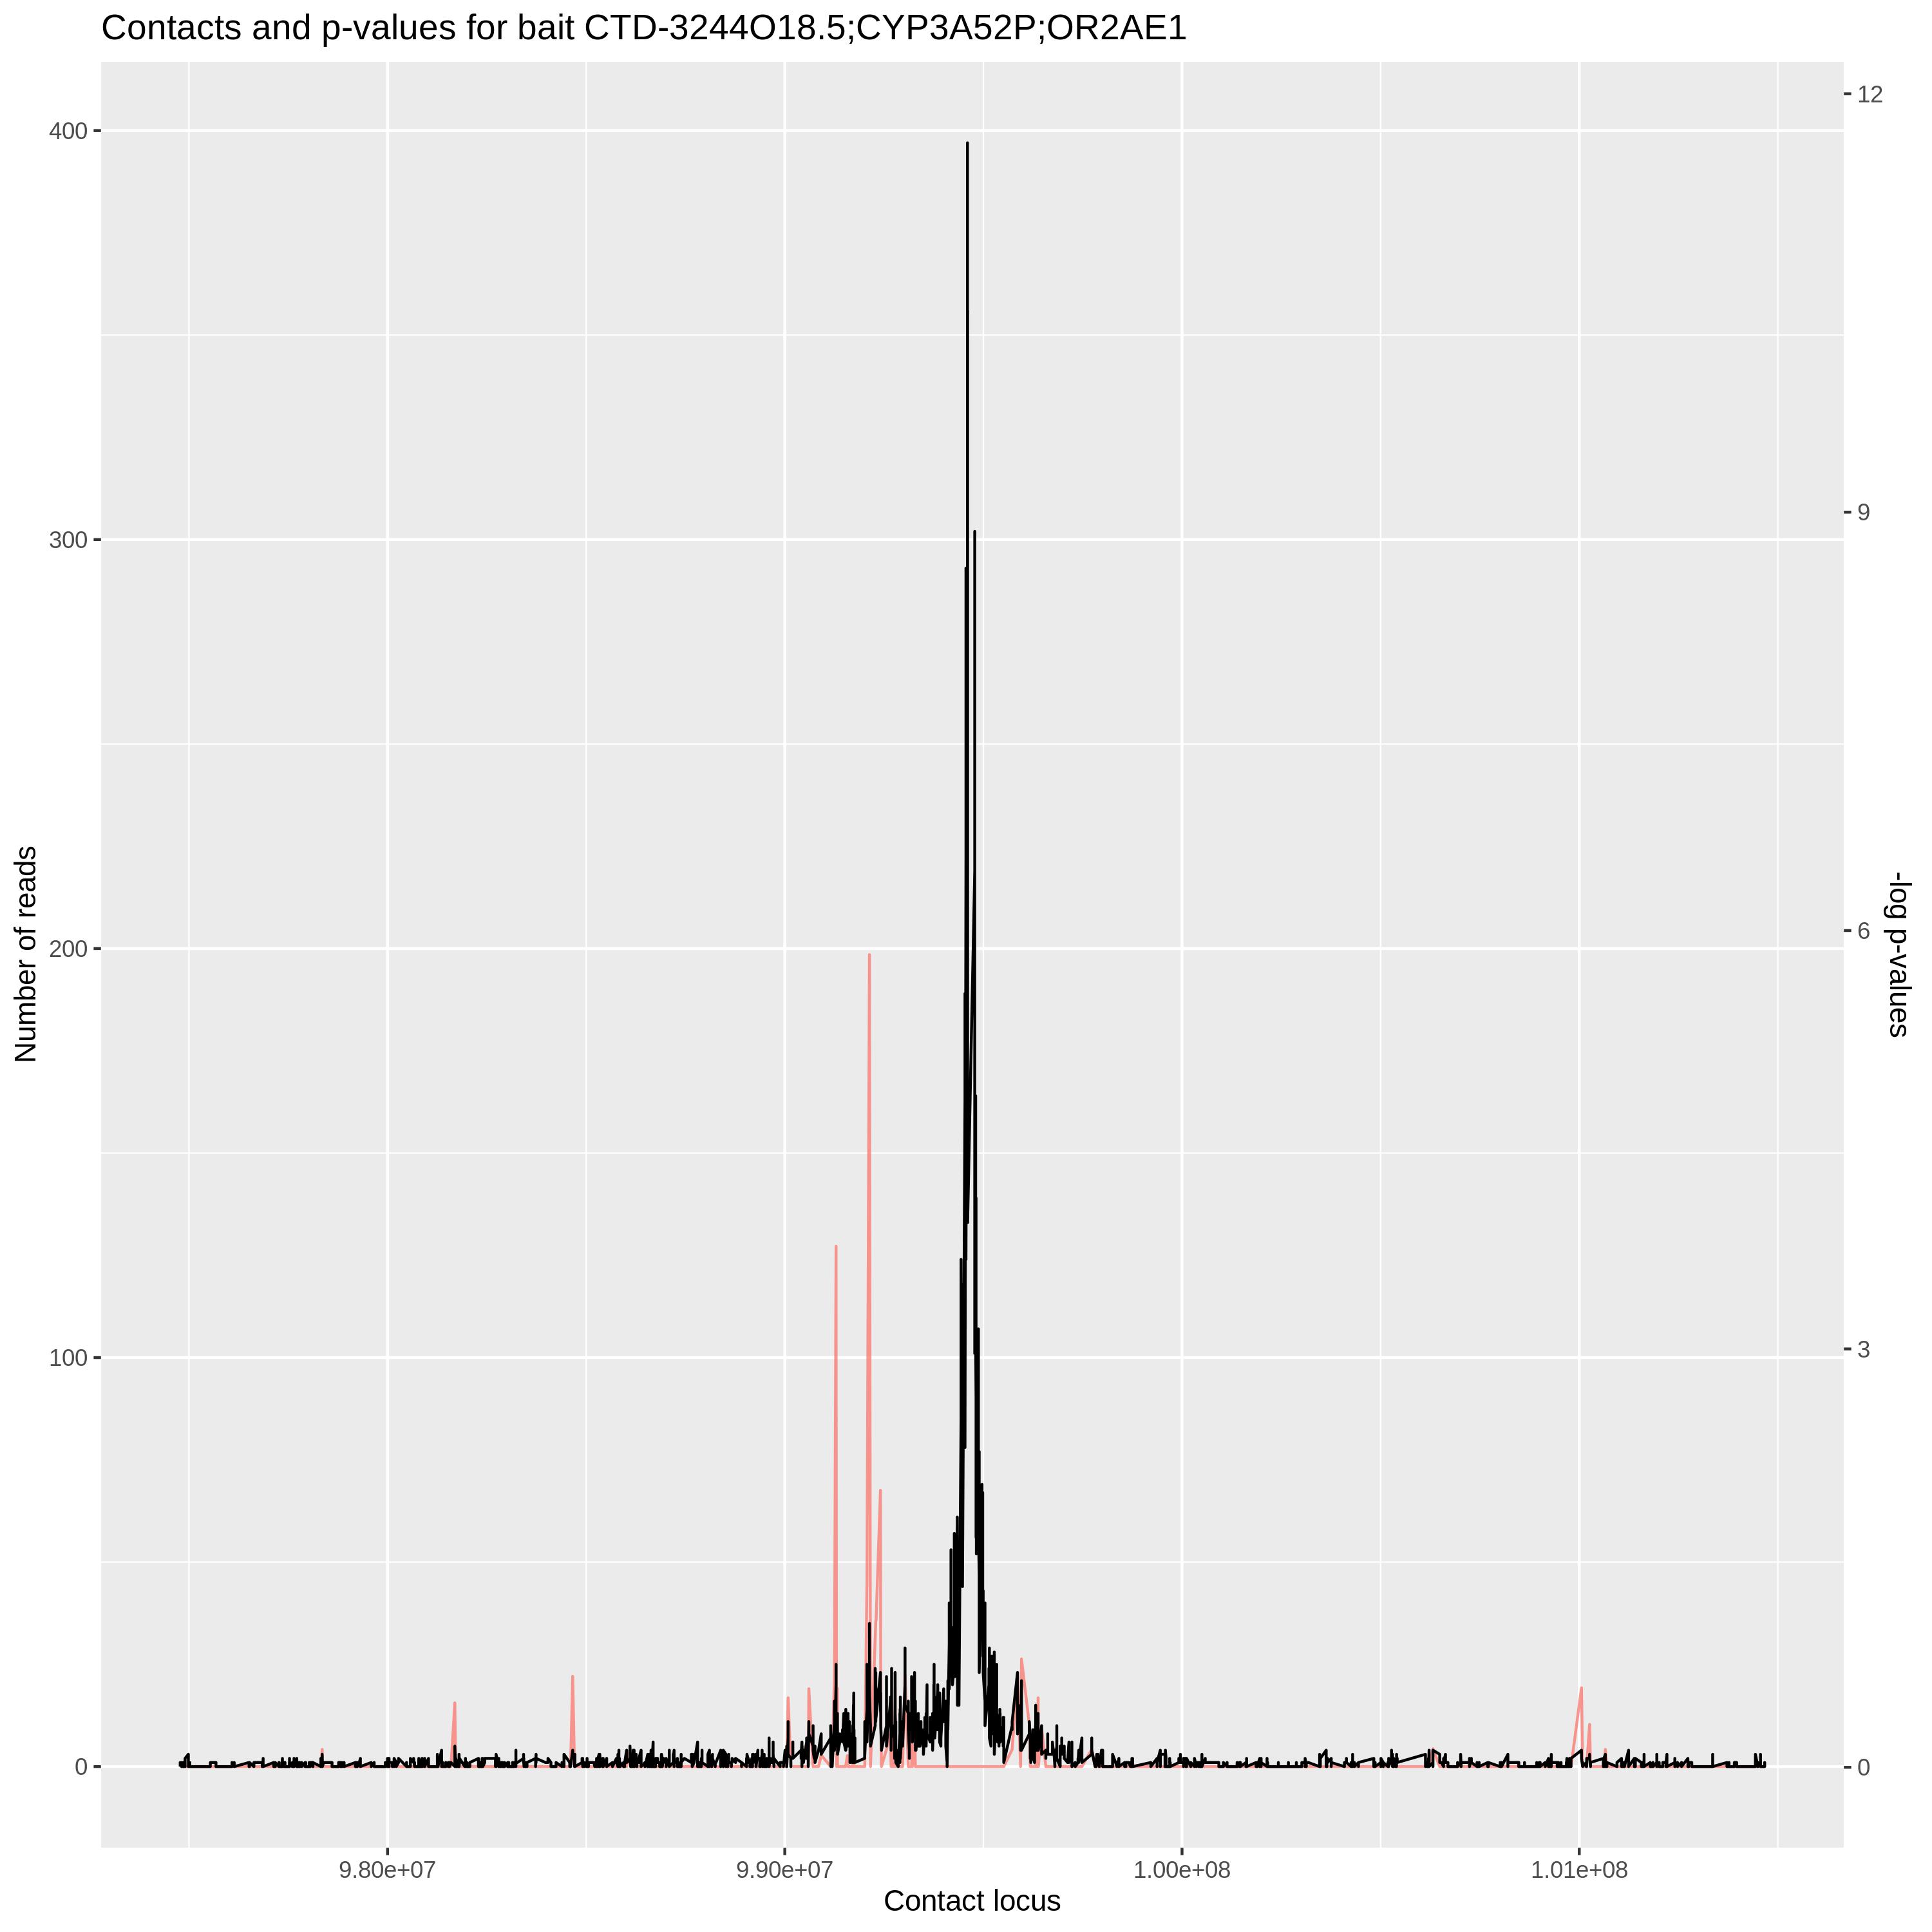 Contacts and p-values for bait CTD-3244O18.5;CYP3A52P;OR2AE1
400
300
200
100
0
Number of reads
12
9
6
3
0
-log p-values
9.80e+07
9.90e+07
1.00e+08
1.01e+08
Contact locus